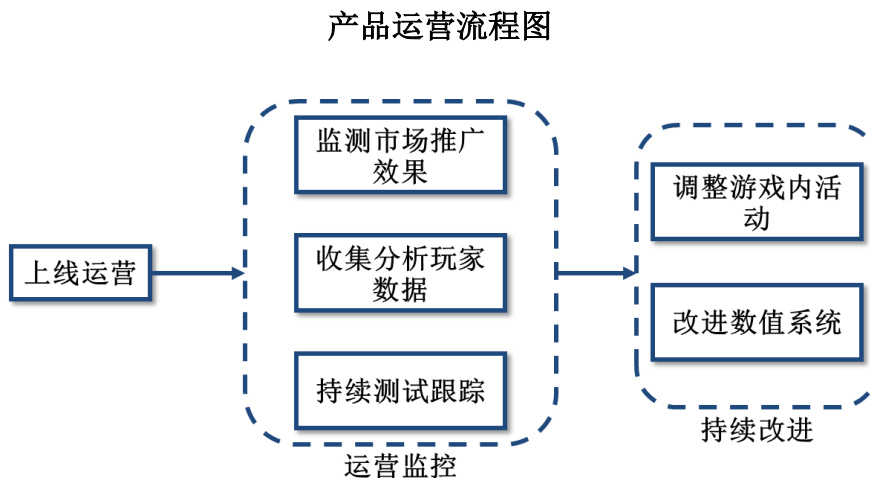 产品运营流程图
上线运营
监测市场推广
效果
收集分析玩家
数据
持续测试跟踪
运营监控
调整游戏内活
动
改进数值系统
持续改进